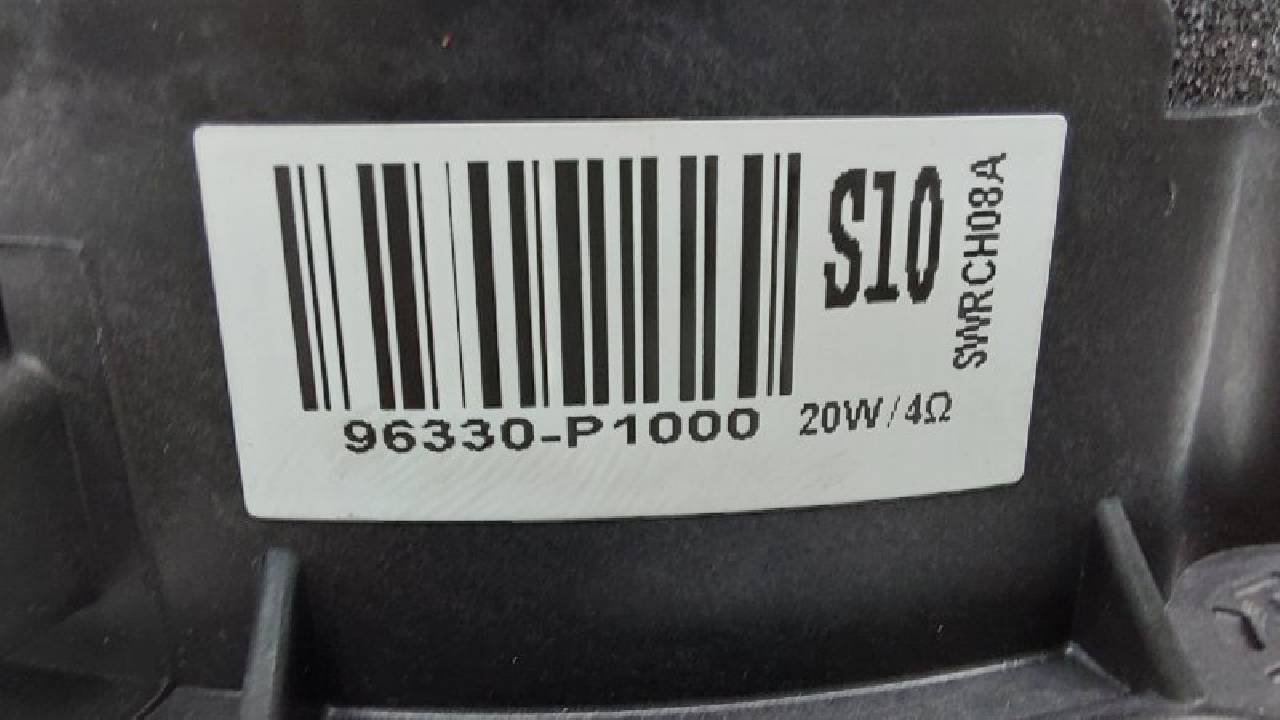 S10
SWRCH08A
96330-P1000
20W/4Ω